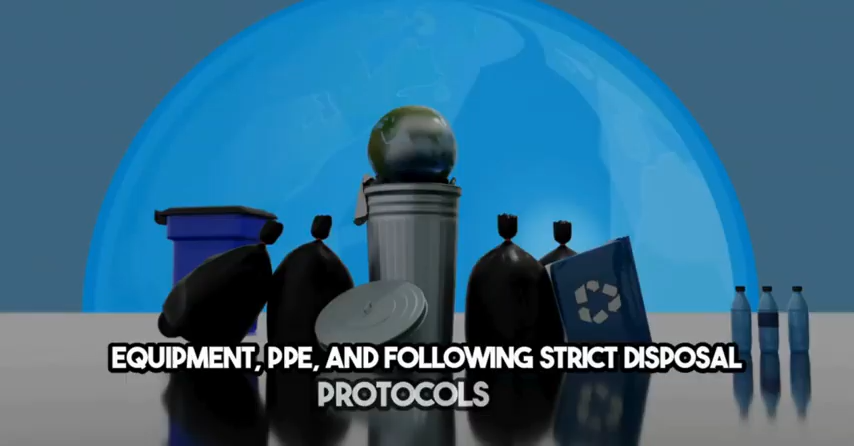 EQUIPMENT, PPE, AND FOLLOWING STRICT DISPOSAL
PROTOCOLS